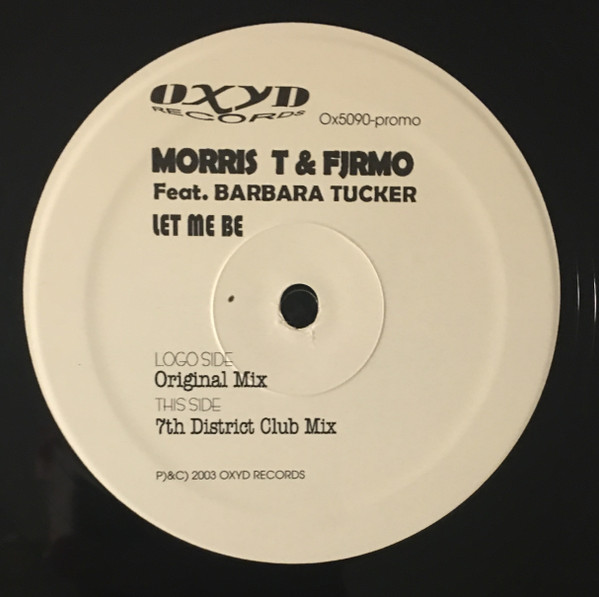 OXYD
RECORDS
Ox5090-promo
MORRIS T & FJRMO
Feat. BARBARA TUCKER
LET ME BE
LOGO SIDE
Original Mix
THIS SIDE
7th District Club Mix
P)&C) 2003 OXYD RECORDS